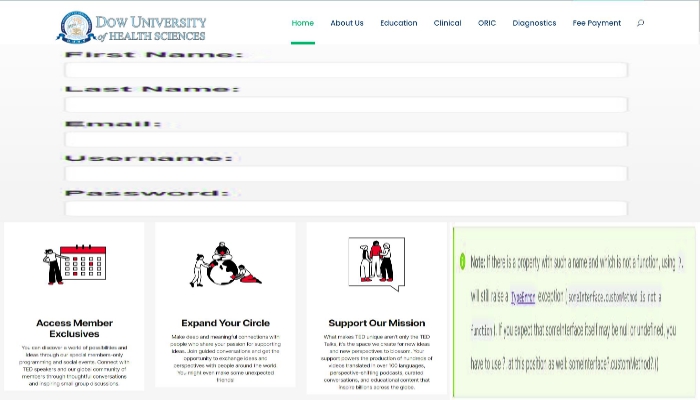 DOW UNIVERSITY
of HEALTH SCIENCES
Home About Us Education Clinical ORIC Diagnostics Fee Payment
First Name:
Last Name:
Email:
Username:
Password:
Access Member
Exclusives
You can discover a world of possibilities and
ideas through our special members-only
programming and social events. Connect with
TED speakers and our global community of
members through thoughtful conversations
and inspiring small group discussions
Expand Your Circle
Make deep and meaningful connections with
people who share your passion for supporting
ideas. Join guided conversations and get the
opportunity to exchange ideas and
perspectives with people around the world.
You might even make some unexpected
friends!
Support Our Mission
What makes TED unique aren't only the TED
Talks, it's the space we create for new ideas
and new perspectives to blossom. Your
support powers the production of hundreds of
videos translated in over 100 languages,
perspective-shifting podcasts, curated
conversations, and educational content that
inspire billions across the globe.
Note: If there is a property with such a name and which is not a function, using ?.
will still raise a TypeError exception (someInterface.customMethod is not a
function). If you expect that someInterface itself may be null or undefined, you
have to use ?. at this position as well: someInterface?.customMethod?.(